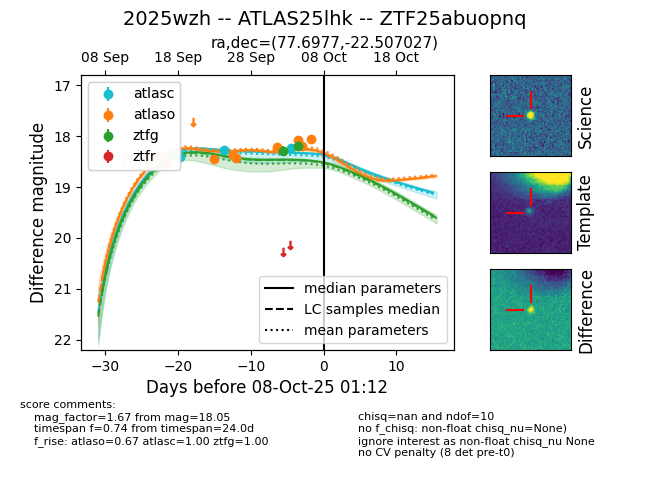 2025wzh -- ATLAS25lhk -- ZTF25abuopnq
ra,dec=(77.6977,-22.507027)
08 Sep 18 Sep 28 Sep 08 Oct 18 Oct
17
18
19
20
21
22
Difference magnitude
atlasc
atlaso
ztfg
ztfr
median parameters
LC samples median
mean parameters
−30 −20 −10 0 10
Days before 08-Oct-25 01:12
Science
Template
Difference
score comments:
mag_factor=1.67 from mag=18.05
timespan f=0.74 from timespan=24.0d
f_rise: atlaso=0.67 atlasc=1.00 ztfg=1.00
chisq=nan and ndof=10
no f_chisq: non-float chisq_nu=None)
ignore interest as non-float chisq_nu None
no CV penalty (8 det pre-t0)